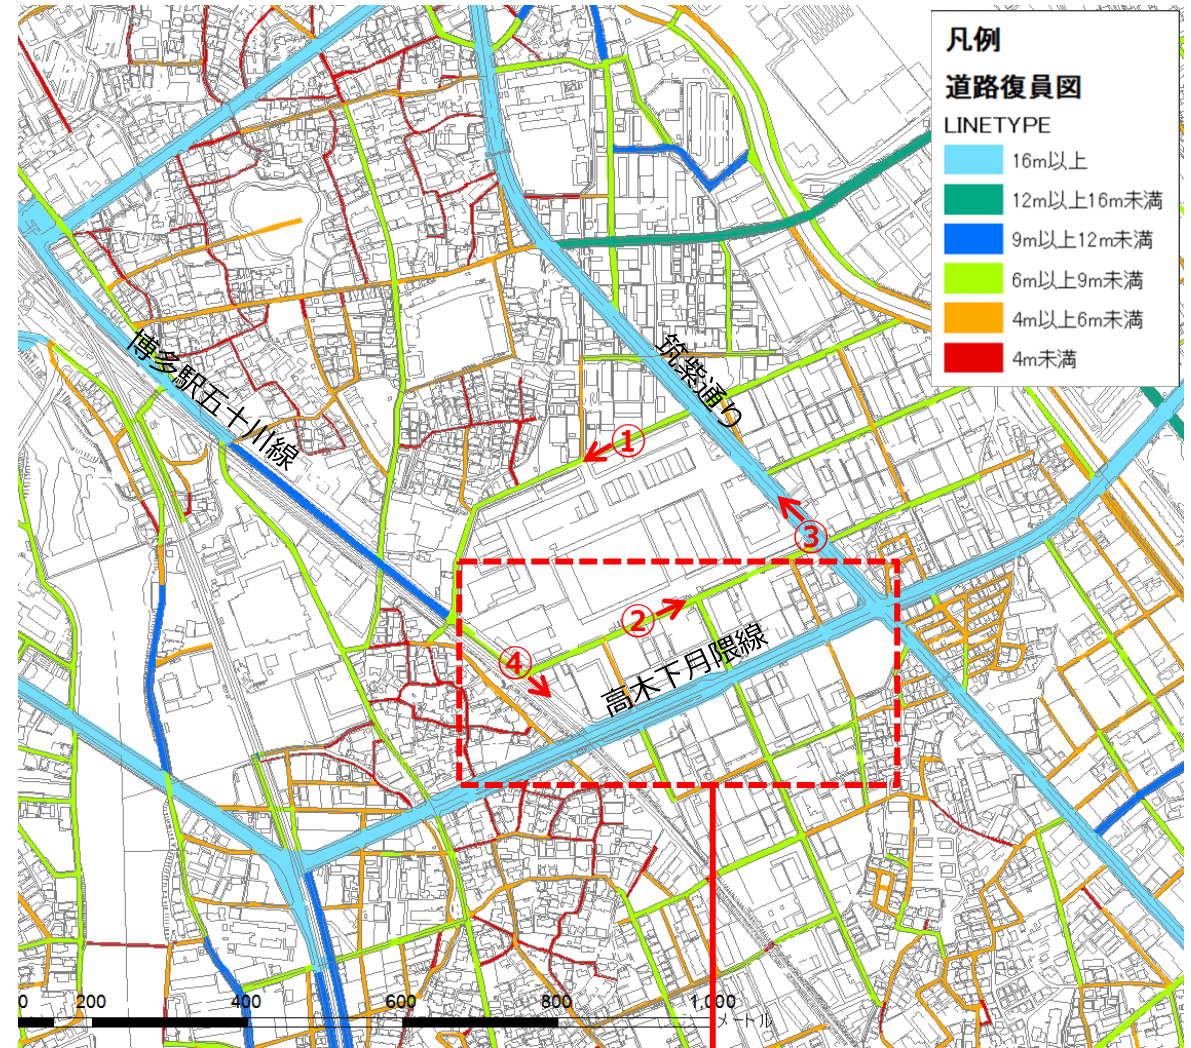 凡例
道路復員図
LINETYPE
16m以上
12m以上16m未満
9m以上12m未満
6m以上9m未満
4m以上6m未満
4m未満
博多駅五十川線
筑紫通り
①
③
②
④
高木下月隈線
0 200 400 600 800 1,000
メートル